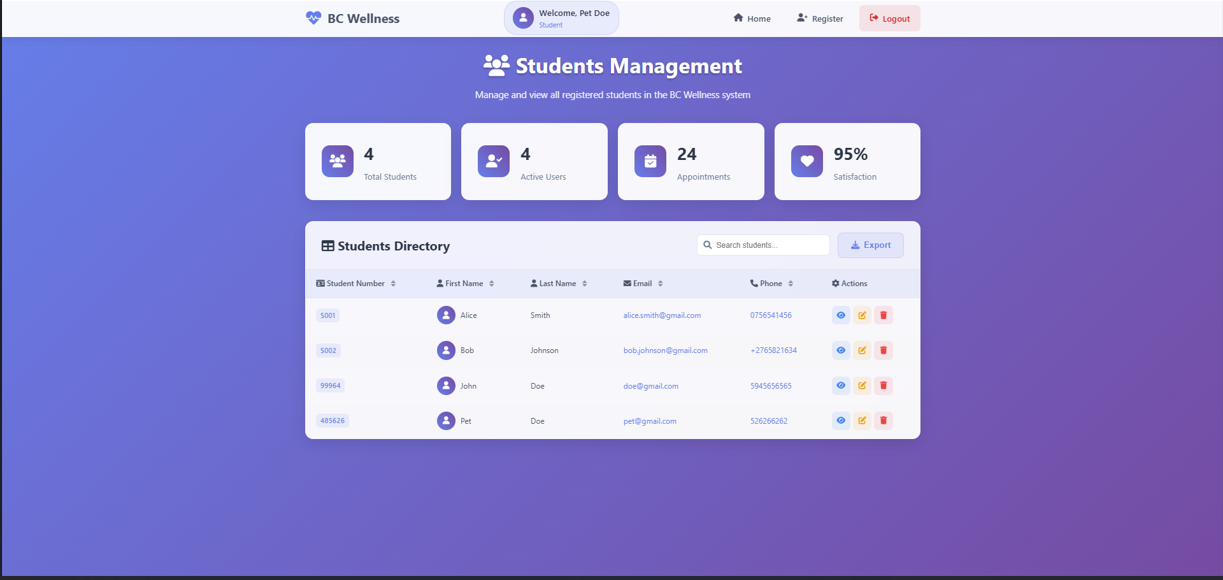 BC Wellness
Welcome, Pet Doe
Student
Home
Register
Logout
Students Management
Manage and view all registered students in the BC Wellness system
4
Total Students
4
Active Users
24
Appointments
95%
Satisfaction
Students Directory
Search students...
Export
Student Number First Name Last Name Email Phone Actions
S001 Alice Smith alice.smith@gmail.com 0756541456
S002 Bob Johnson bob.johnson@gmail.com +2765821634
99964 John Doe doe@gmail.com 5945656565
485626 Pet Doe pet@gmail.com 526266262